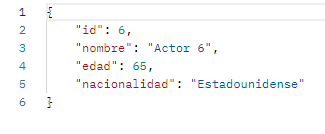 1 {
2 "id": 6,
3 "nombre": "Actor 6",
4 "edad": 65,
5 "nacionalidad": "Estadounidense"
6 }